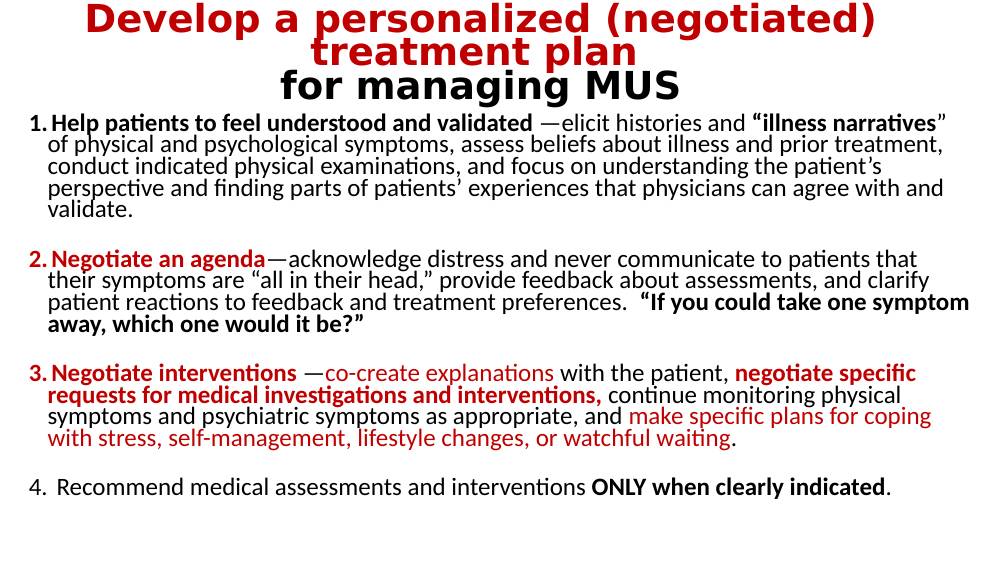 Develop a personalized (negotiated)
treatment plan
for managing MUS
1. Help patients to feel understood and validated —elicit histories and “illness narratives”
of physical and psychological symptoms, assess beliefs about illness and prior treatment,
conduct indicated physical examinations, and focus on understanding the patient’s
perspective and finding parts of patients’ experiences that physicians can agree with and
validate.
2. Negotiate an agenda—acknowledge distress and never communicate to patients that
their symptoms are “all in their head,” provide feedback about assessments, and clarify
patient reactions to feedback and treatment preferences. “If you could take one symptom
away, which one would it be?”
3. Negotiate interventions —co-create explanations with the patient, negotiate specific
requests for medical investigations and interventions, continue monitoring physical
symptoms and psychiatric symptoms as appropriate, and make specific plans for coping
with stress, self-management, lifestyle changes, or watchful waiting.
4. Recommend medical assessments and interventions ONLY when clearly indicated.